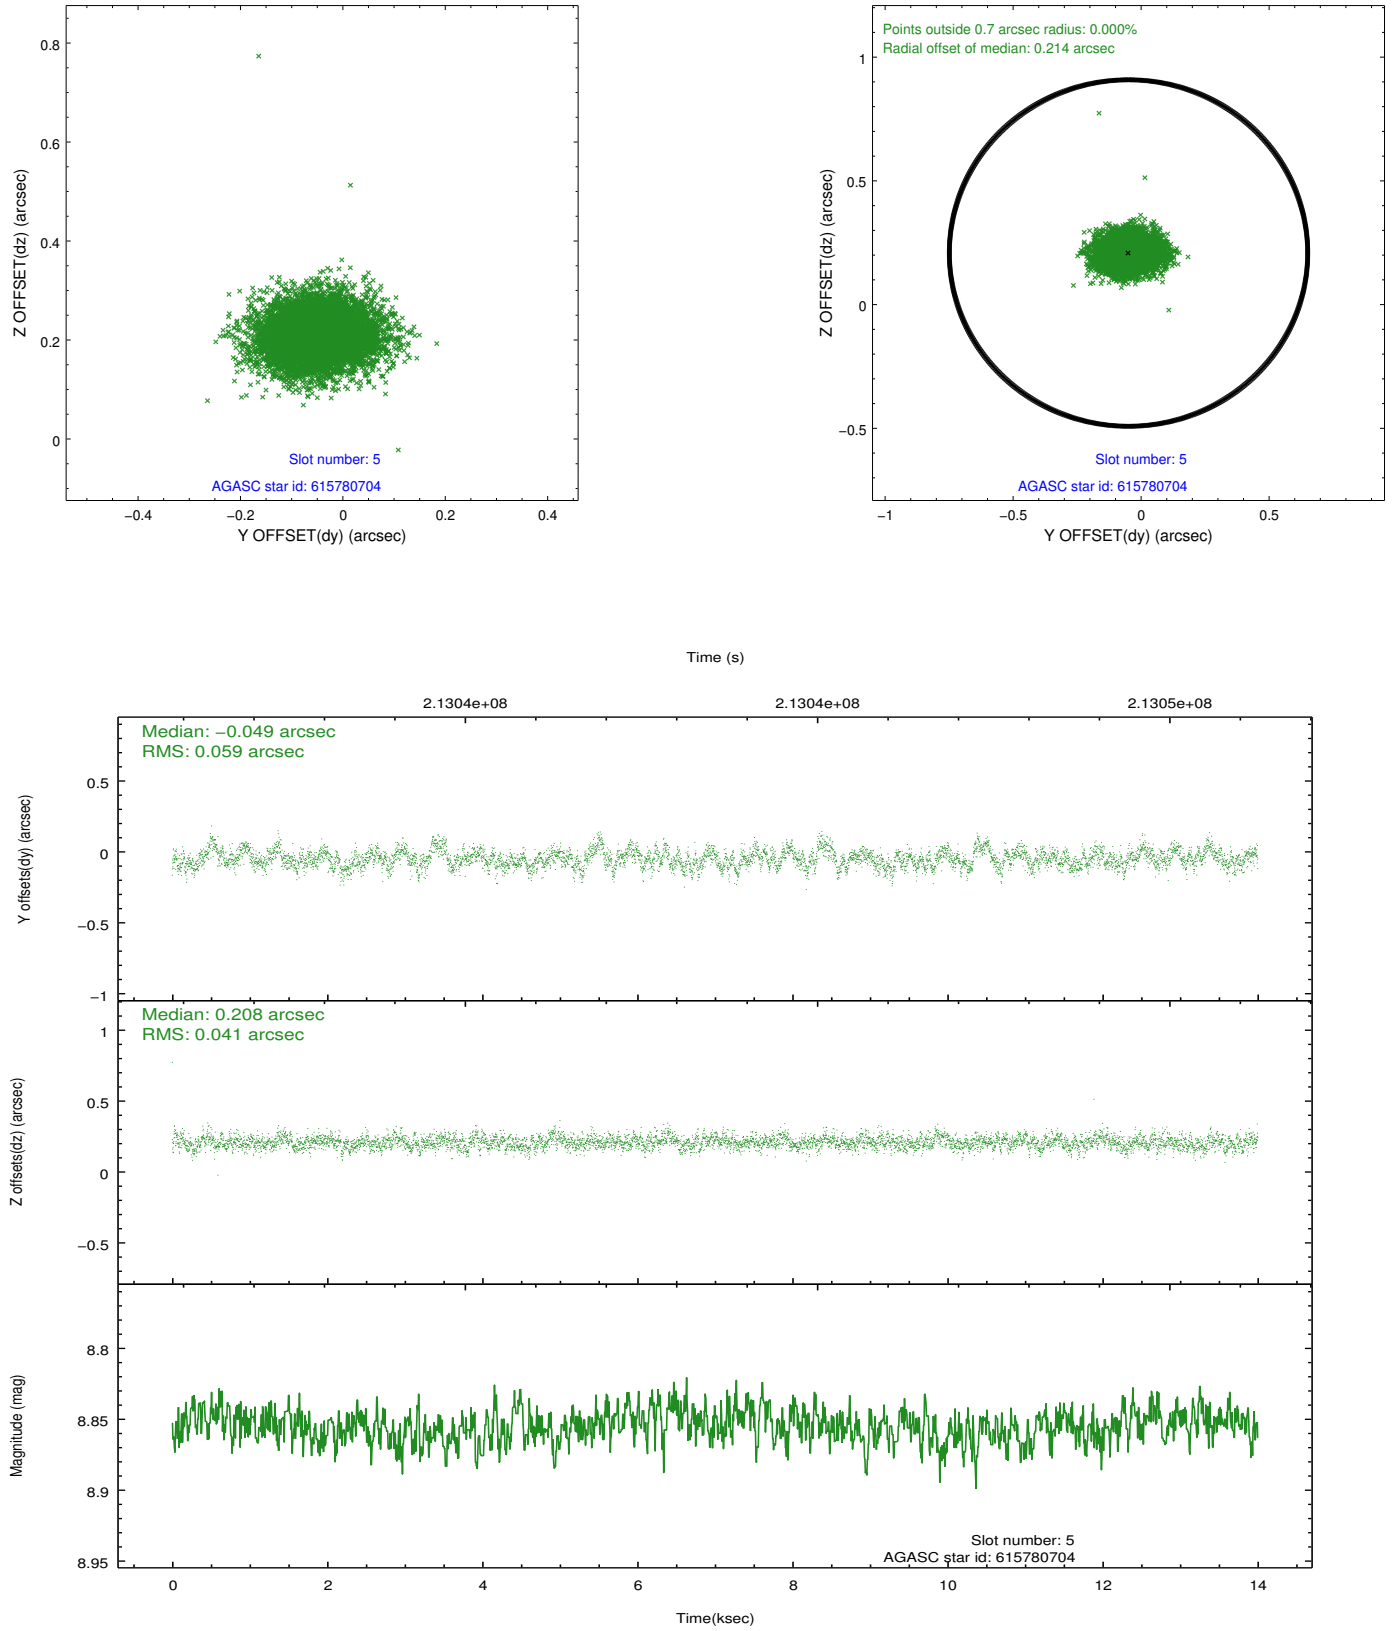 0.8
0.6
0.4
0.2
0
Z OFFSET(dz) (arcsec)
Slot number: 5
AGASC star id: 615780704
−0.4 −0.2 0 0.2 0.4
Y OFFSET(dy) (arcsec)
Points outside 0.7 arcsec radius: 0.000%
Radial offset of median: 0.214 arcsec
1
0.5
0
−0.5
Z OFFSET(dz) (arcsec)
Slot number: 5
AGASC star id: 615780704
−1 −0.5 0 0.5
Y OFFSET(dy) (arcsec)
Time (s)
2.1304e+08 2.1304e+08 2.1305e+08
Median: −0.049 arcsec
RMS: 0.059 arcsec
0.5
0
−0.5
−1
Y offsets(dy) (arcsec)
Median: 0.208 arcsec
RMS: 0.041 arcsec
1
0.5
0
−0.5
Z offsets(dz) (arcsec)
8.8
8.85
8.9
8.95
Magnitude (mag)
Slot number: 5
AGASC star id: 615780704
0 2 4 6 8 10 12 14
Time(ksec)